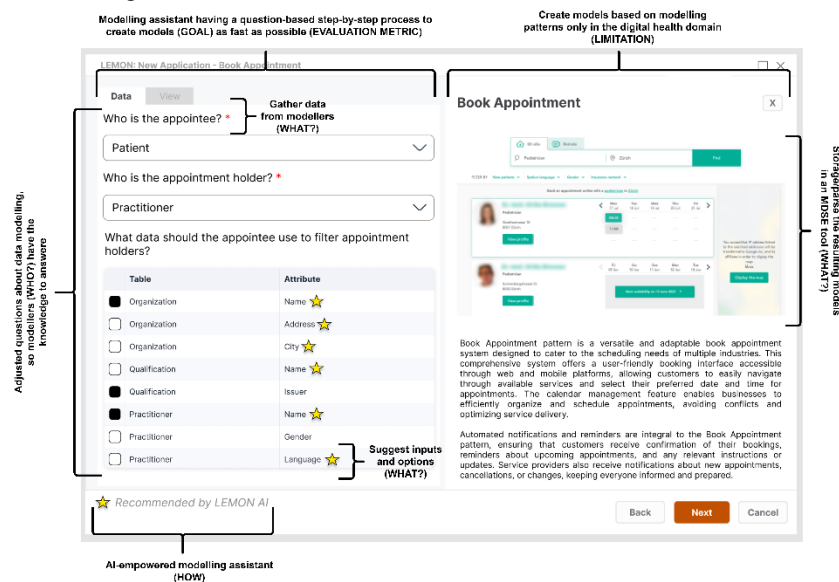 Modelling assistant having a question-based step-by-step process to
create models (GOAL) as fast as possible (EVALUATION METRIC)
Create models based on modelling
patterns only in the digital health domain
(LIMITATION)
LEMON: New Application - Book Appointment
Data
View
Gather data
from modellers
(WHAT?)
Who is the appointee? *
Patient
Who is the appointment holder? *
Practitioner
What data should the appointee use to filter appointment
holders?
Table Attribute
Organization Name
Organization Address
Organization City
Qualification Name
Qualification Issuer
Practitioner Name
Practitioner Gender
Practitioner Language
Suggest inputs
and options
(WHAT?)
Adjusted questions about data modelling,
so modellers (WHO?) have the
knowledge to answer
Recommended by LEMON AI
AI-empowered modelling assistant
(HOW)
Book Appointment
X
Pediatrician
Zürich
Find
View profile
View profile
Storage/parse the resulting models
in an MDSE tool (WHAT?)
Book Appointment pattern is a versatile and adaptable book appointment
system designed to cater to the scheduling needs of multiple industries. This
comprehensive system offers a user-friendly booking interface accessible
through web and mobile platforms, allowing customers to easily navigate
through available services and select their preferred date and time for
appointments. The calendar management feature enables businesses to
efficiently organize and schedule appointments, avoiding conflicts and
optimizing service delivery.
Automated notifications and reminders are integral to the Book Appointment
pattern, ensuring that customers receive confirmation of their bookings,
reminders about upcoming appointments, and any relevant instructions or
updates. Service providers also receive notifications about new appointments,
cancellations, or changes, keeping everyone informed and prepared.
Back
Next
Cancel